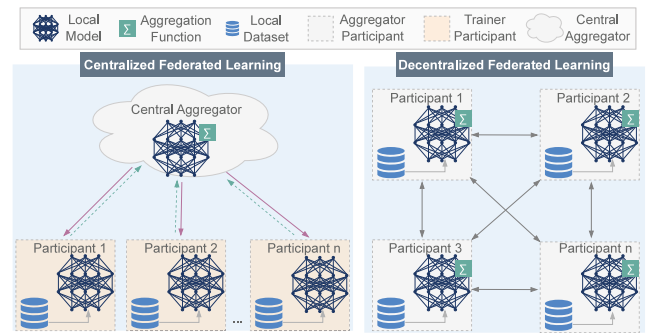 Local Model
Σ Aggregation Function
Local Dataset
Aggregator Participant
Trainer Participant
Central Aggregator
Centralized Federated Learning
Central Aggregator
Σ
Participant 1
Participant 2
Participant n
...
Decentralized Federated Learning
Participant 1
Σ
Participant 2
Σ
Participant 3
Σ
Participant n
Σ